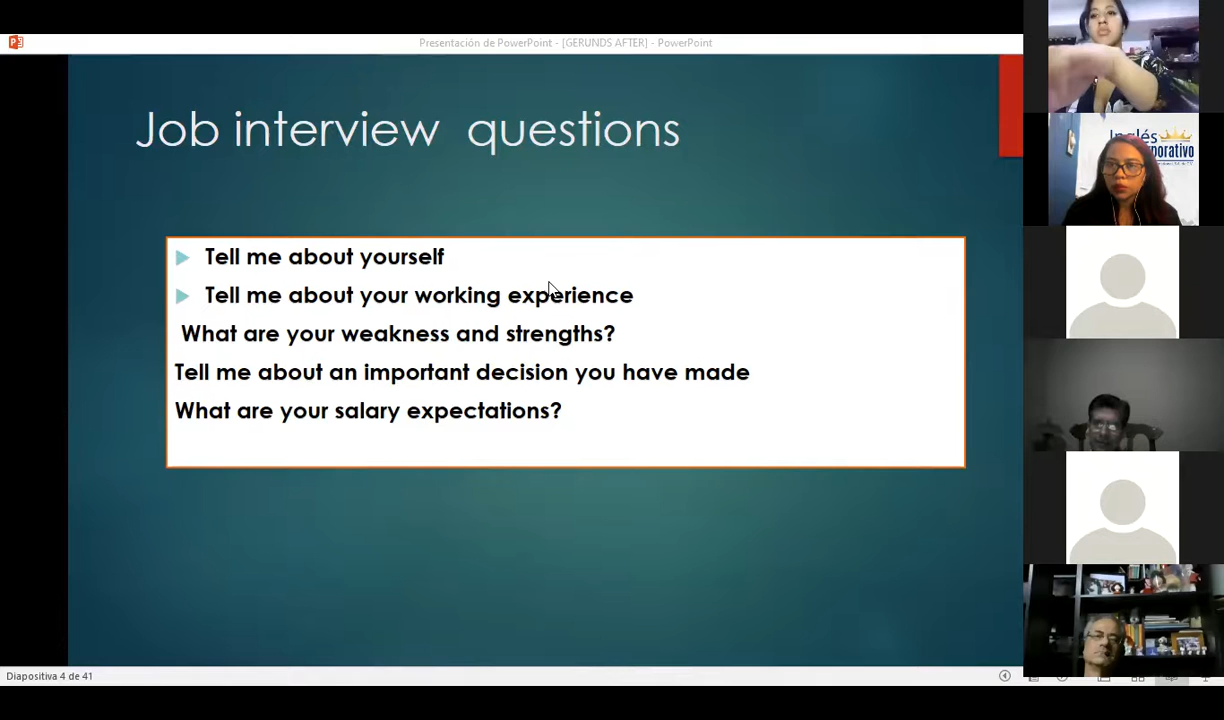 Presentación de PowerPoint - [GERUNDS AFTER] - PowerPoint
Job interview questions
Tell me about yourself
Tell me about your working experience
What are your weakness and strengths?
Tell me about an important decision you have made
What are your salary expectations?
Inglés
Diapositiva 4 de 41